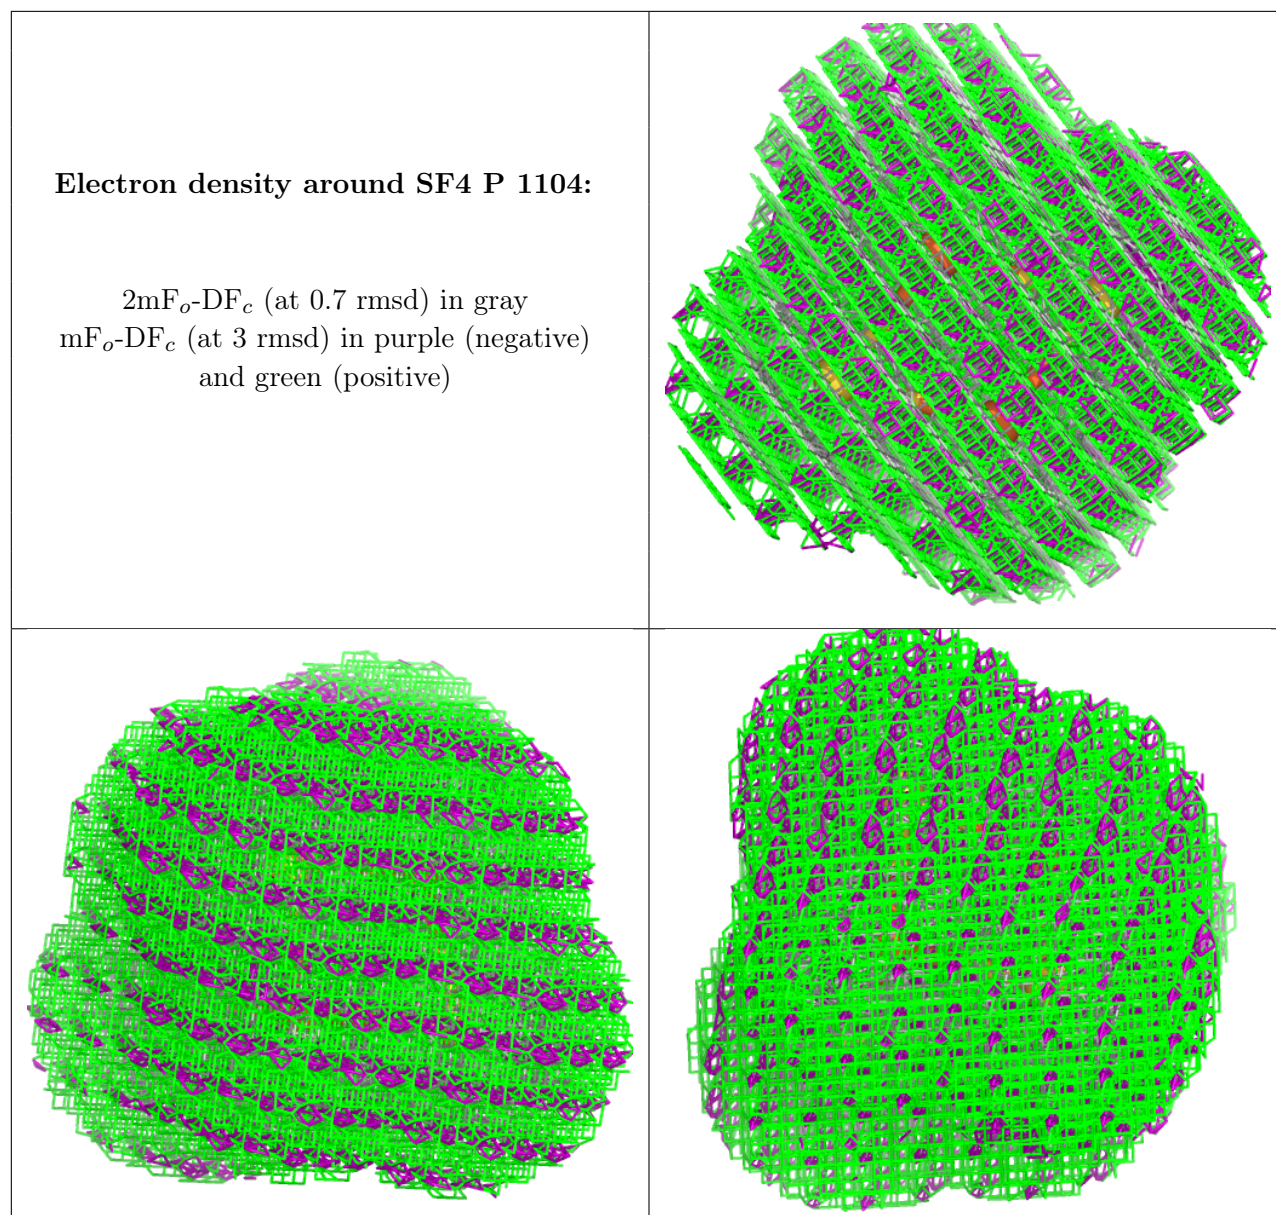 Electron density around SF4 P 1104:
2mFo-DFc (at 0.7 rmsd) in gray
mFo-DFc (at 3 rmsd) in purple (negative)
and green (positive)